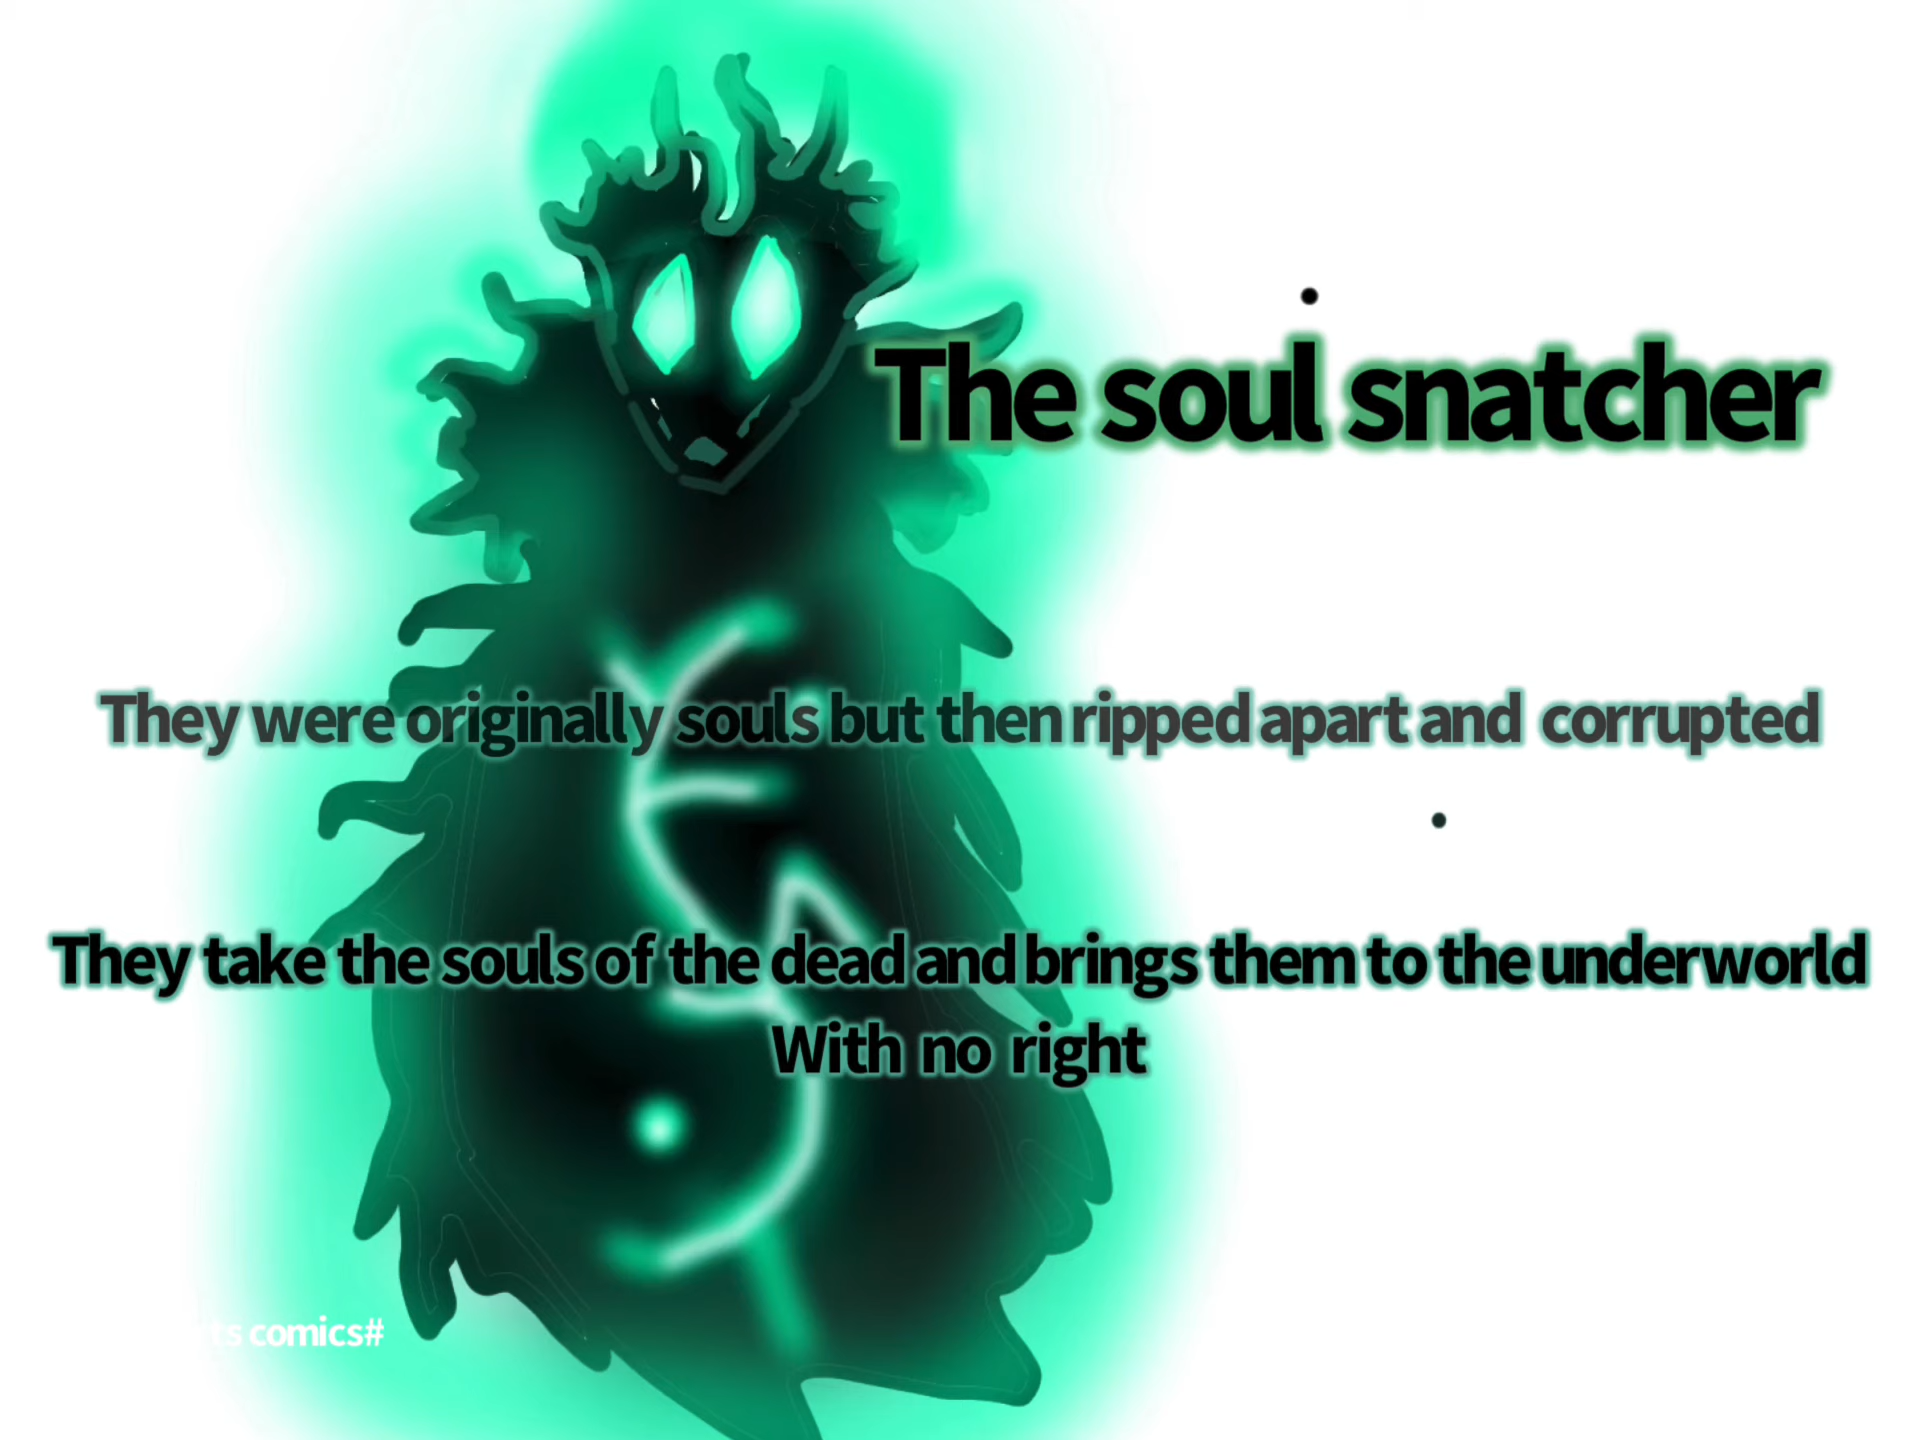 The soul snatcher
They were originally souls but then ripped apart and corrupted
They take the souls of the dead and brings them to the underworld
With no right
comics#